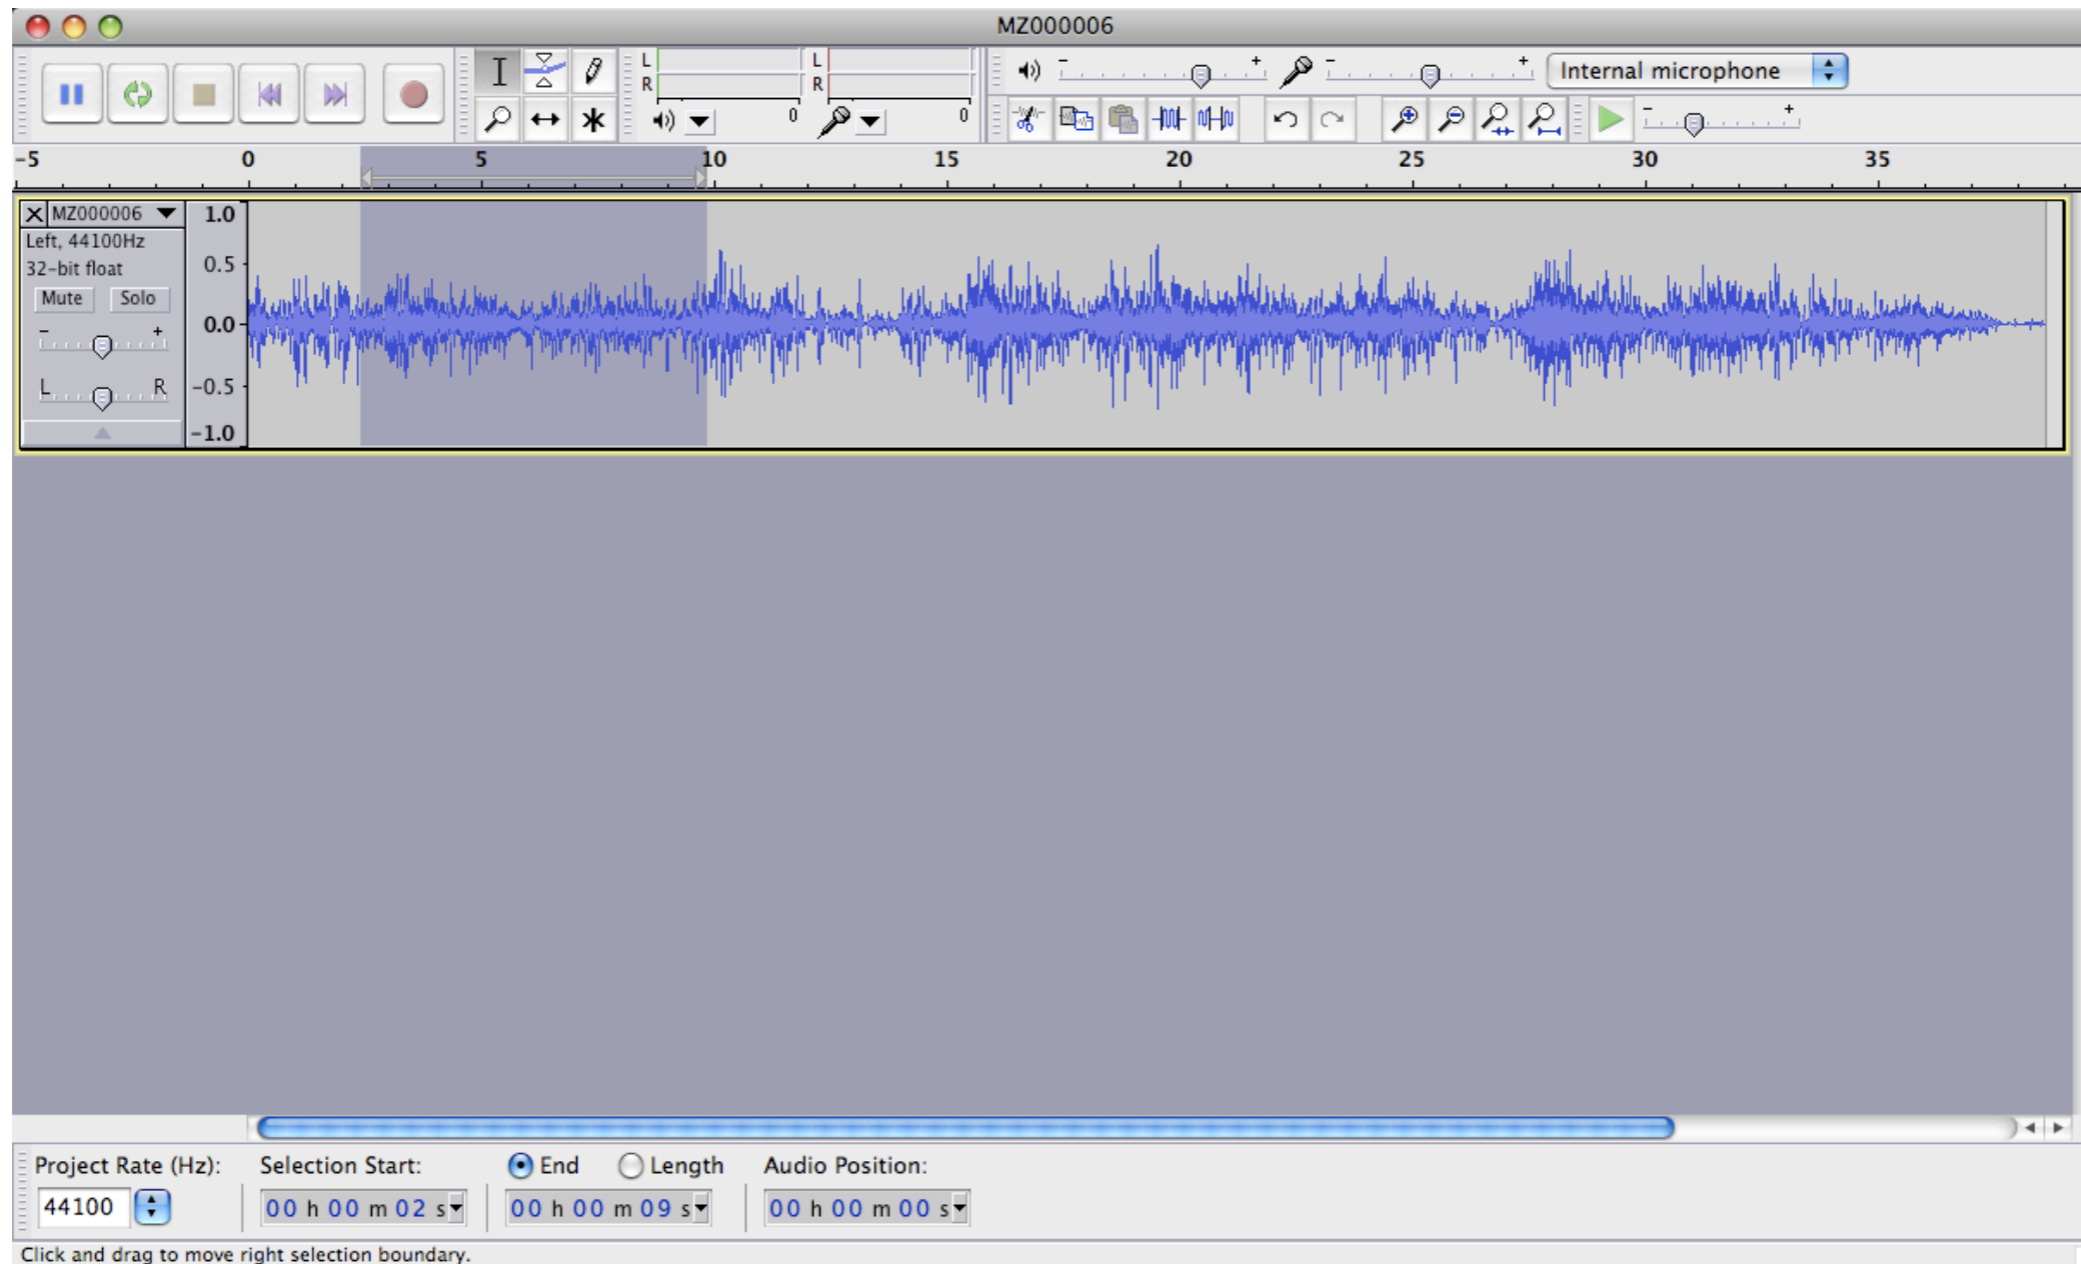 MZ000006
L
R
0
L
R
0
- +
- +
Internal microphone
- +
-5 0 5 10 15 20 25 30 35
X MZ000006
Left, 44100Hz
32-bit float
Mute Solo
- +
L R
1.0
0.5
0.0
-0.5
-1.0
Project Rate (Hz): Selection Start: End Length Audio Position:
44100 00 h 00 m 02 s 00 h 00 m 09 s 00 h 00 m 00 s
Click and drag to move right selection boundary.